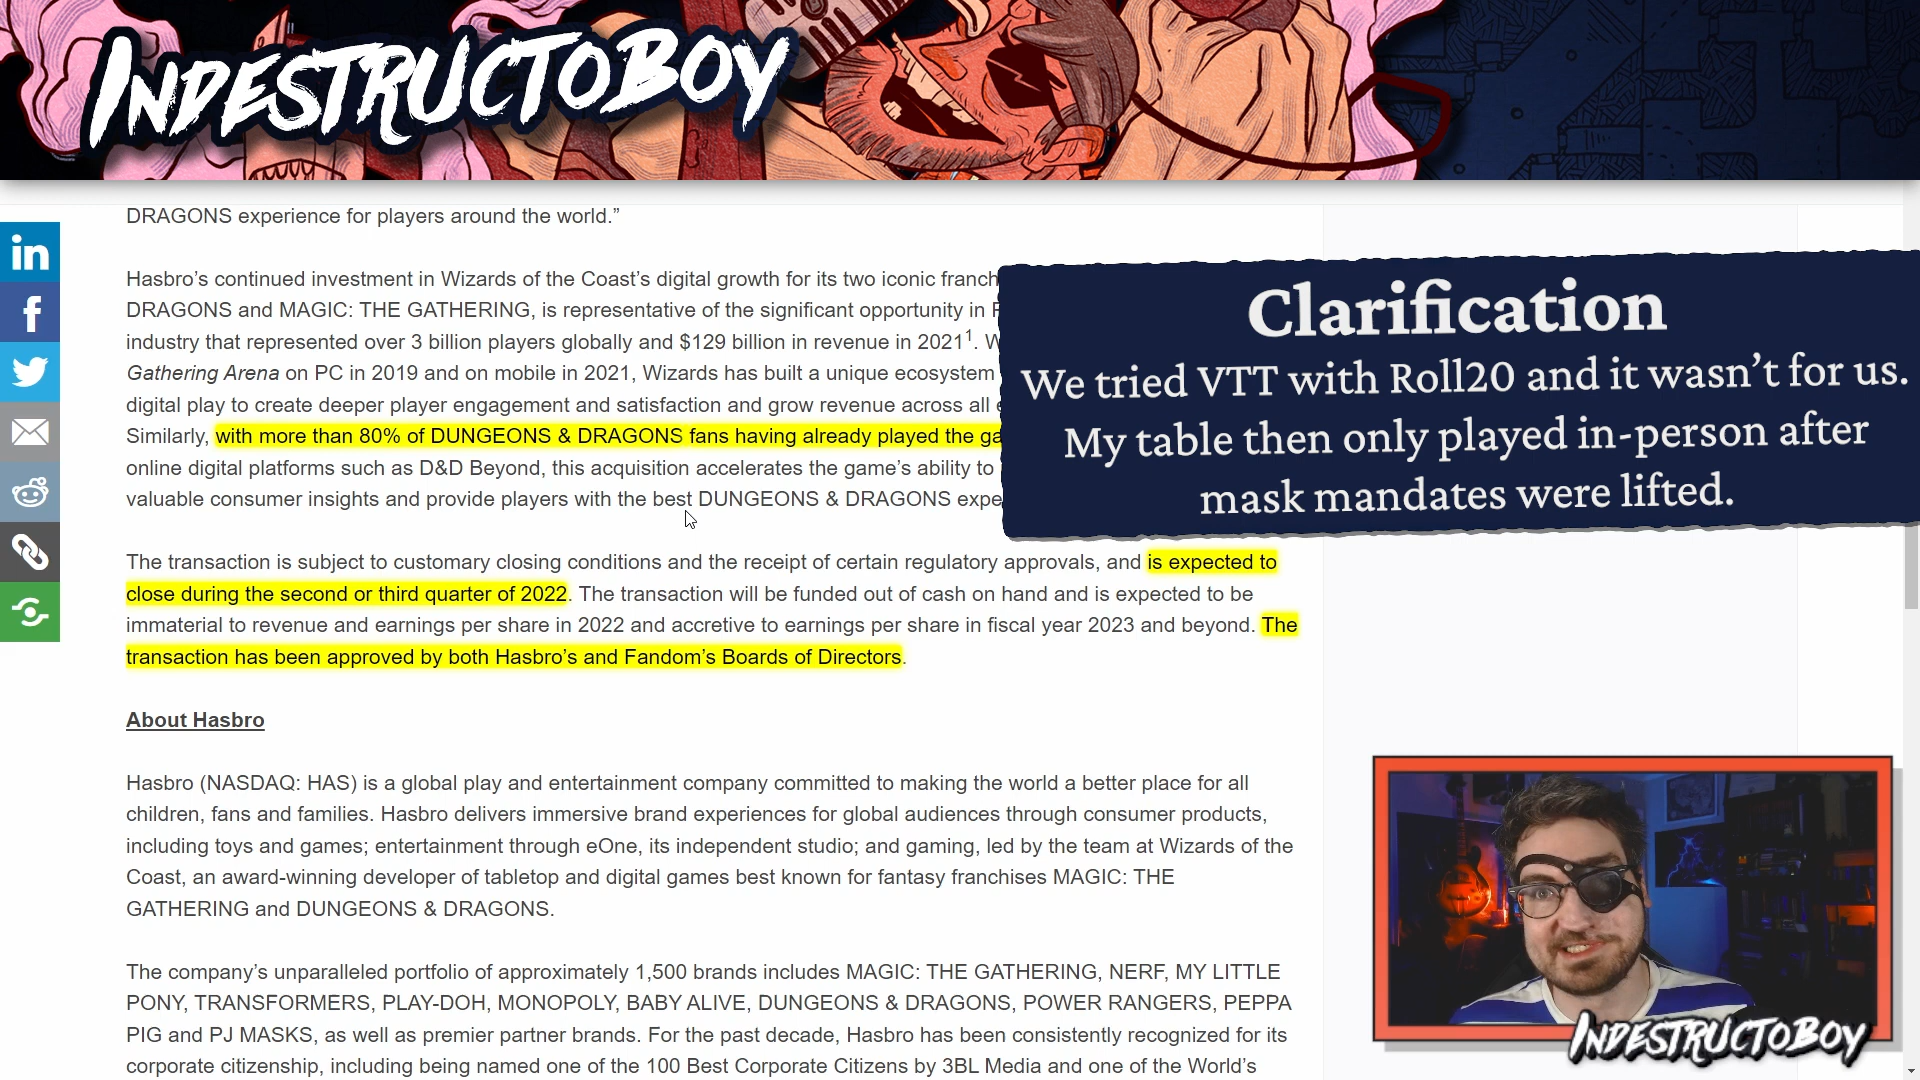 INDESTRUCTOBOY
DRAGONS experience for players around the world.”
Hasbro’s continued investment in Wizards of the Coast’s digital growth for its two iconic franch
DRAGONS and MAGIC: THE GATHERING, is representative of the significant opportunity in
industry that represented over 3 billion players globally and $129 billion in revenue in 2021¹. W
Gathering Arena on PC in 2019 and on mobile in 2021, Wizards has built a unique ecosystem
digital play to create deeper player engagement and satisfaction and grow revenue across all
Similarly, with more than 80% of DUNGEONS & DRAGONS fans having already played the ga
online digital platforms such as D&D Beyond, this acquisition accelerates the game’s ability to
valuable consumer insights and provide players with the best DUNGEONS & DRAGONS expe
Clarification
We tried VTT with Roll20 and it wasn’t for us.
My table then only played in-person after
mask mandates were lifted.
The transaction is subject to customary closing conditions and the receipt of certain regulatory approvals, and is expected to
close during the second or third quarter of 2022. The transaction will be funded out of cash on hand and is expected to be
immaterial to revenue and earnings per share in 2022 and accretive to earnings per share in fiscal year 2023 and beyond. The
transaction has been approved by both Hasbro’s and Fandom’s Boards of Directors.
About Hasbro
Hasbro (NASDAQ: HAS) is a global play and entertainment company committed to making the world a better place for all
children, fans and families. Hasbro delivers immersive brand experiences for global audiences through consumer products,
including toys and games; entertainment through eOne, its independent studio; and gaming, led by the team at Wizards of the
Coast, an award-winning developer of tabletop and digital games best known for fantasy franchises MAGIC: THE
GATHERING and DUNGEONS & DRAGONS.
The company’s unparalleled portfolio of approximately 1,500 brands includes MAGIC: THE GATHERING, NERF, MY LITTLE
PONY, TRANSFORMERS, PLAY-DOH, MONOPOLY, BABY ALIVE, DUNGEONS & DRAGONS, POWER RANGERS, PEPPA
PIG and PJ MASKS, as well as premier partner brands. For the past decade, Hasbro has been consistently recognized for its
corporate citizenship, including being named one of the 100 Best Corporate Citizens by 3BL Media and one of the World’s
INDESTRUCTOBOY